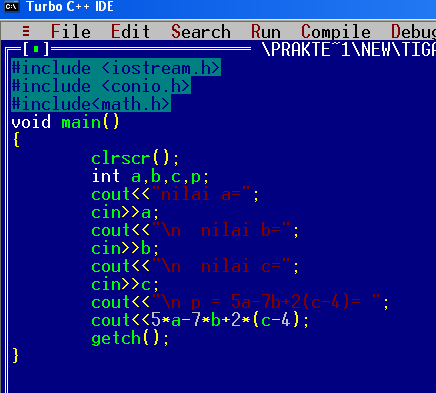 Turbo C++ IDE
≡ File Edit Search Run Compile Debug
[■] \PRAKTE~1\NEW\TIGA
#include <iostream.h>
#include <conio.h>
#include<math.h>
void main()
{
clrscr();
int a,b,c,p;
cout<<"nilai a=";
cin>>a;
cout<<"\n  nilai b=";
cin>>b;
cout<<"\n  nilai c=";
cin>>c;
cout<<"\n p = 5a-7b+2(c-4)= ";
cout<<5*a-7*b+2*(c-4);
getch();
}